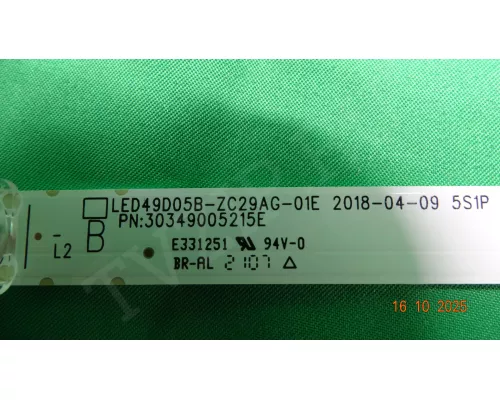 LED49D05B-ZC29AG-01E 2018-04-09 5S1P
B PN:30349005215E
- L2
E331251 94V-0
BR-AL 2107 △
16 10 2025